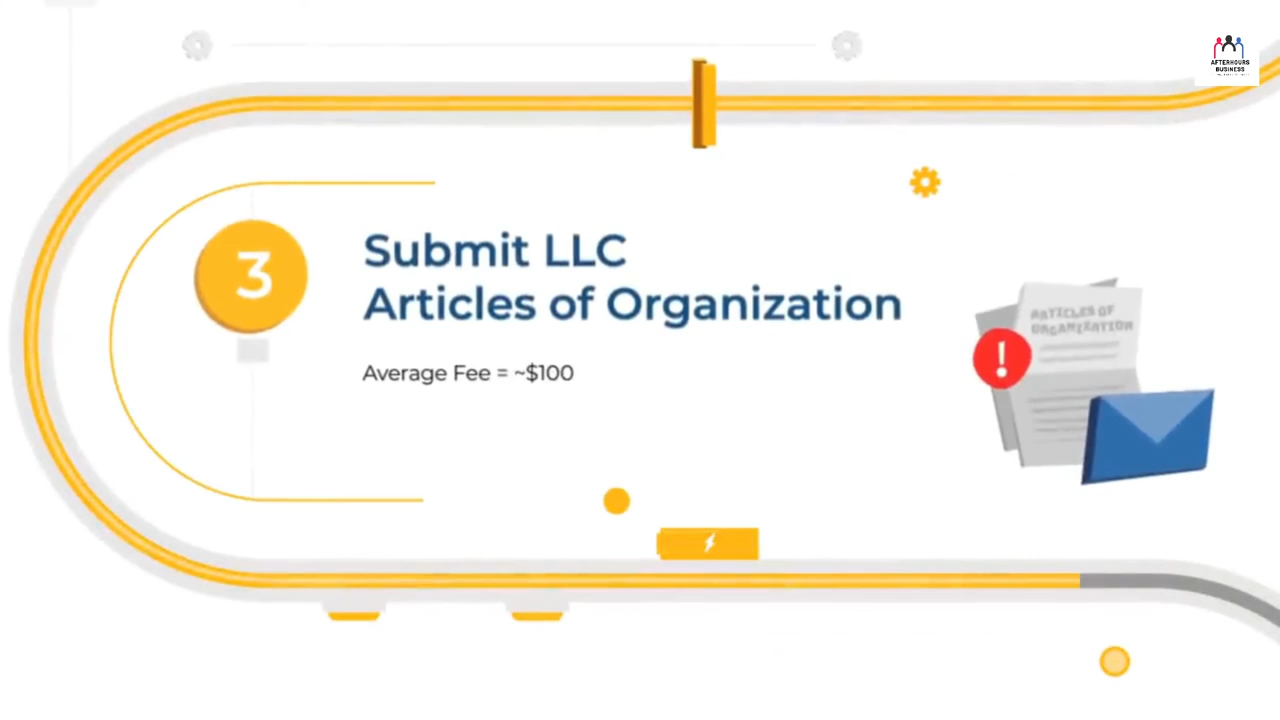 AFTERHOURS
BUSINESS
3
Submit LLC
Articles of Organization
Average Fee = ~$100
ARTICLES OF
ORGANIZATION
!